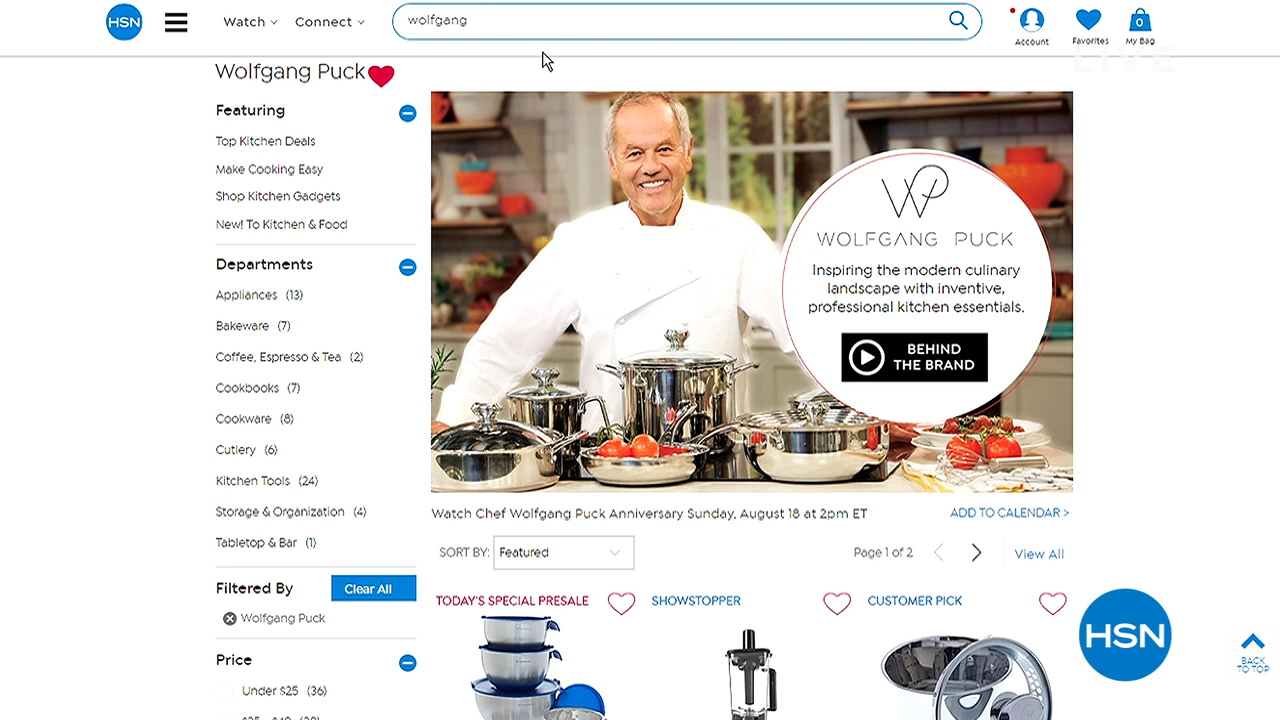 HSN
Watch
Connect
wolfgang
Account
Favorites
0
My Bag
LIVE
Wolfgang Puck
Featuring
Top Kitchen Deals
Make Cooking Easy
Shop Kitchen Gadgets
New! To Kitchen & Food
Departments
Appliances (13)
Bakeware (7)
Coffee, Espresso & Tea (2)
Cookbooks (7)
Cookware (8)
Cutlery (6)
Kitchen Tools (24)
Storage & Organization (4)
Tabletop & Bar (1)
Filtered By
Clear All
Wolfgang Puck
Price
Under $25 (36)
WP
WOLFGANG PUCK
Inspiring the modern culinary
landscape with inventive,
professional kitchen essentials.
BEHIND
THE BRAND
Watch Chef Wolfgang Puck Anniversary Sunday, August 18 at 2pm ET
ADD TO CALENDAR >
SORT BY: Featured
Page 1 of 2
View All
TODAY'S SPECIAL PRESALE
SHOWSTOPPER
CUSTOMER PICK
HSN
BACK
TO TOP